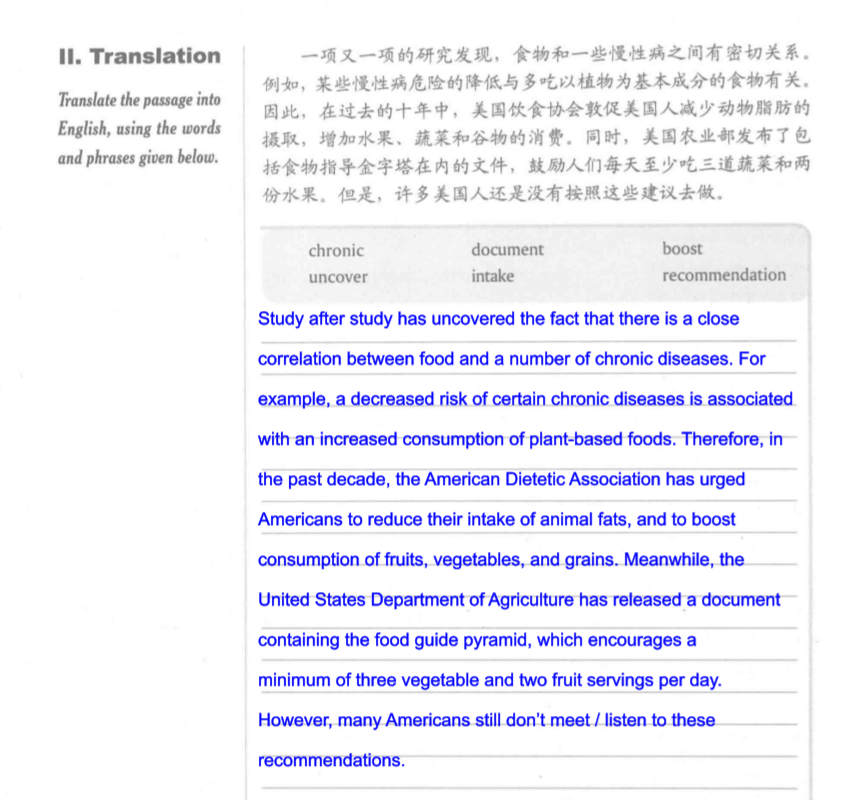 II. Translation
Translate the passage into
English, using the words
and phrases given below.
一项又一项的研究发现，食物和一些慢性病之间有密切关系。
例如，某些慢性病危险的降低与多吃以植物为基本成分的食物有关。
因此，在过去的十年中，美国饮食协会敦促美国人减少动物脂肪的
摄取，增加水果、蔬菜和谷物的消费。同时，美国农业部发布了包
括食物指导金字塔在内的文件，鼓励人们每天至少吃三道蔬菜和两
份水果。但是，许多美国人还是没有按照这些建议去做。
chronic document boost
uncover intake recommendation
Study after study has uncovered the fact that there is a close
correlation between food and a number of chronic diseases. For
example, a decreased risk of certain chronic diseases is associated
with an increased consumption of plant-based foods. Therefore, in
the past decade, the American Dietetic Association has urged
Americans to reduce their intake of animal fats, and to boost
consumption of fruits, vegetables, and grains. Meanwhile, the
United States Department of Agriculture has released a document
containing the food guide pyramid, which encourages a
minimum of three vegetable and two fruit servings per day.
However, many Americans still don't meet / listen to these
recommendations.